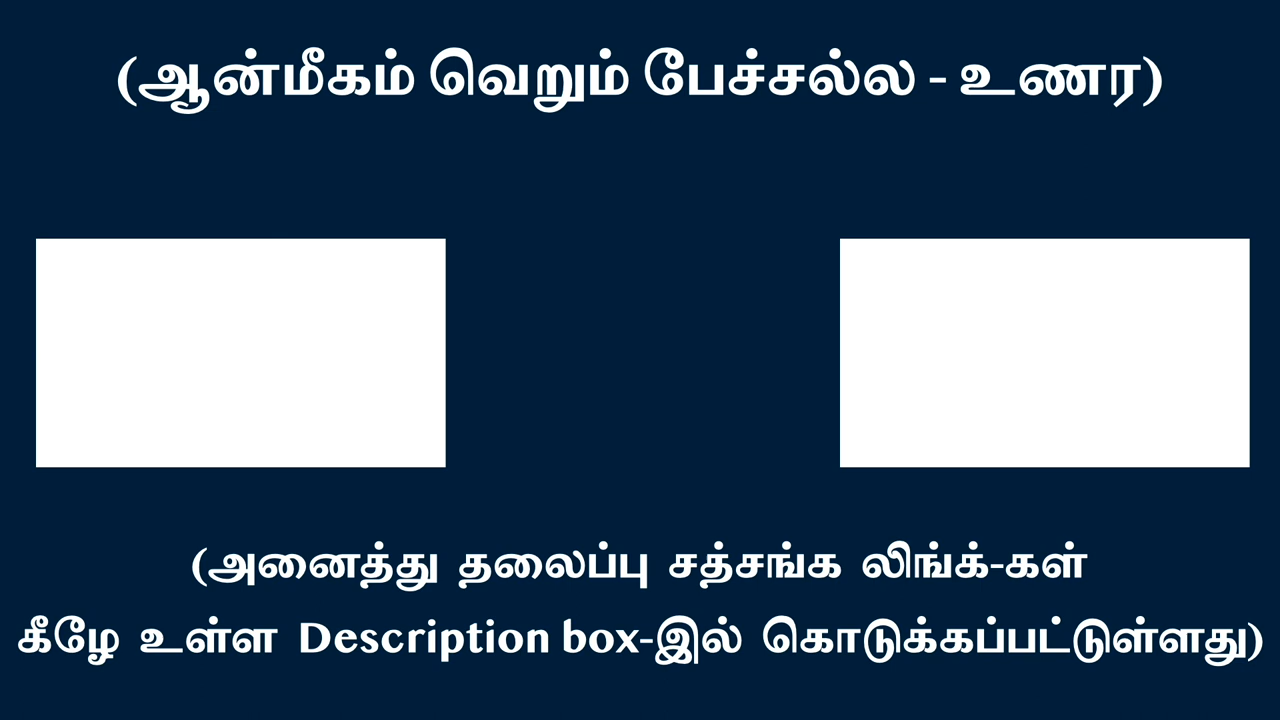 (ஆன்மீகம் வெறும் பேச்சல்ல - உணர)
(அனைத்து தலைப்பு சத்சங்க லிங்க்-கள்
கீழே உள்ள Description box-இல் கொடுக்கப்பட்டுள்ளது)